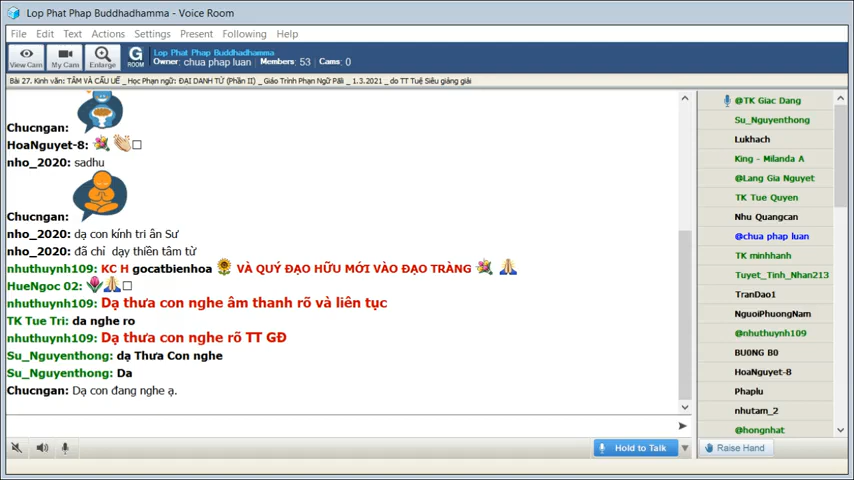 Lop Phat Phap Buddhadhamma - Voice Room
File Edit Text Actions Settings Present Following Help
View Cam My Cam Enlarge G ROOM
Lop Phat Phap Buddhadhamma
Owner: chua phap luan Members: 53 Cams: 0
Bài 27. Kinh văn: TÂM VÀ CẤU UẾ _ Học Phạn ngữ: ĐẠI DANH TỪ (Phần II) _ Giáo Trình Phạn Ngữ Pāli _ 1.3.2021 _ do TT Tuệ Siêu giảng giải
Chucngan:
HoaNguyet-8:
nho_2020: sadhu
Chucngan:
nho_2020: dạ con kính tri ân Sư
nho_2020: đã chỉ dạy thiền tâm từ
nhuthuynh109: KC H gocatbienhoa VÀ QUÝ ĐẠO HỮU MỚI VÀO ĐẠO TRÀNG
HueNgoc 02:
nhuthuynh109: Dạ thưa con nghe âm thanh rõ và liên tục
TK Tue Tri: da nghe ro
nhuthuynh109: Dạ thưa con nghe rõ TT GĐ
Su_Nguyenthong: dạ Thưa Con nghe
Su_Nguyenthong: Da
Chucngan: Dạ con đang nghe ạ.
@TK Giac Dang
Su_Nguyenthong
Lukhach
King - Milanda A
@Lang Gia Nguyet
TK Tue Quyen
Nhu Quangcan
@chua phap luan
TK minhhanh
Tuyet_Tinh_Nhan213
TranDao1
NguoiPhuongNam
@nhuthuynh109
BU0NG B0
HoaNguyet-8
Phaplu
nhutam_2
@hongnhat
Hold to Talk
Raise Hand